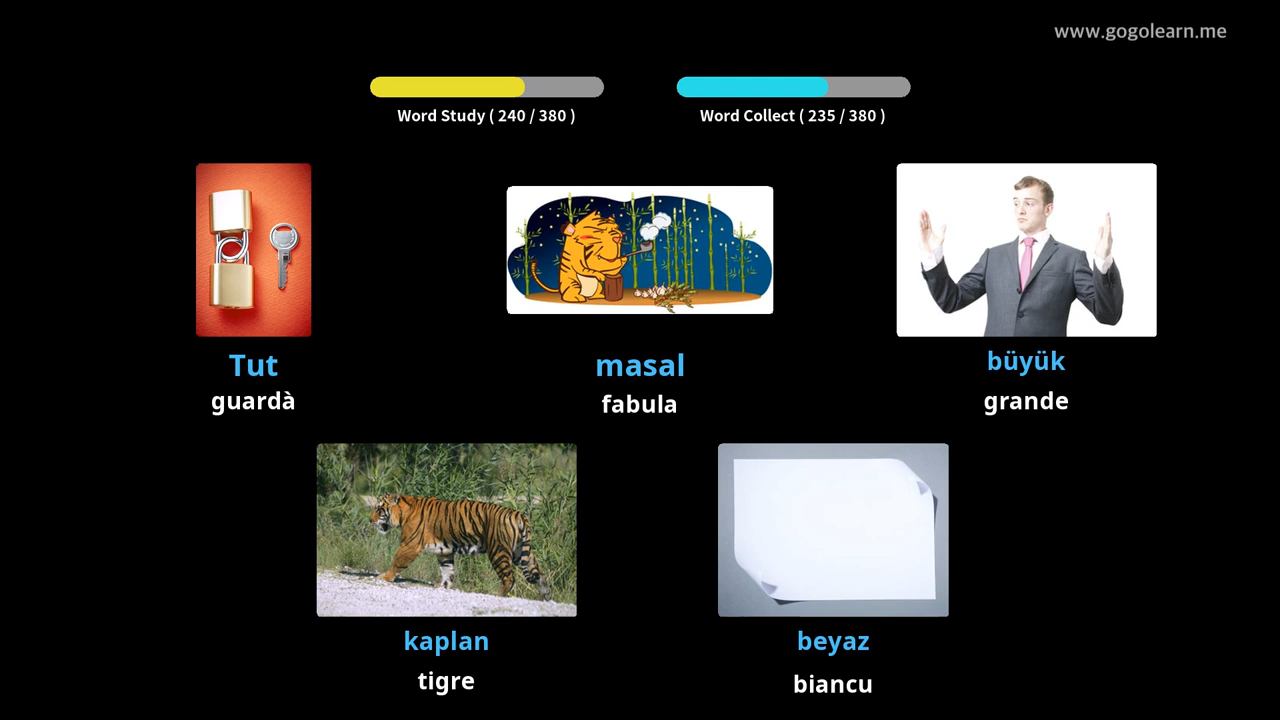 www.gogolearn.me
Word Study ( 240 / 380 )
Word Collect ( 235 / 380 )
Tut
guardà
masal
fabula
büyük
grande
kaplan
tigre
beyaz
biancu